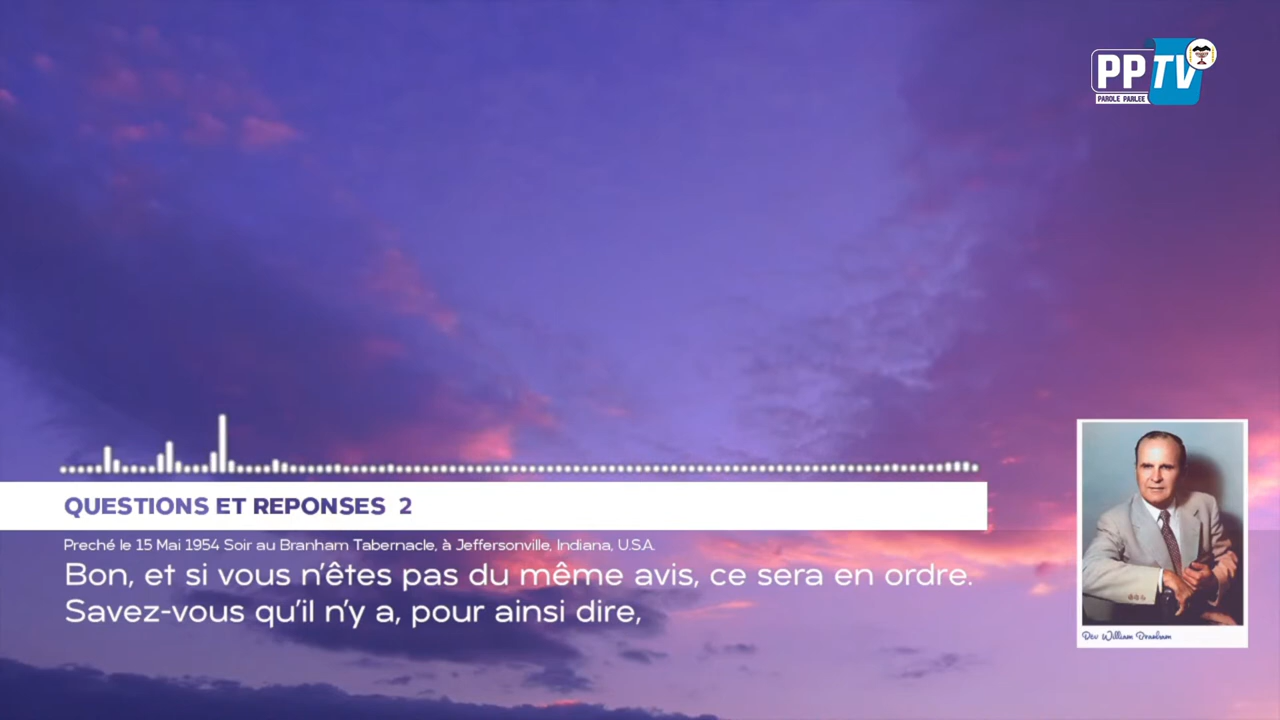 PPTV
PAROLE PARLEE
QUESTIONS ET REPONSES 2
Preché le 15 Mai 1954 Soir au Branham Tabernacle, à Jeffersonville, Indiana, U.S.A.
Bon, et si vous n'êtes pas du même avis, ce sera en ordre.
Savez-vous qu'il n'y a, pour ainsi dire,
Rev William Branham